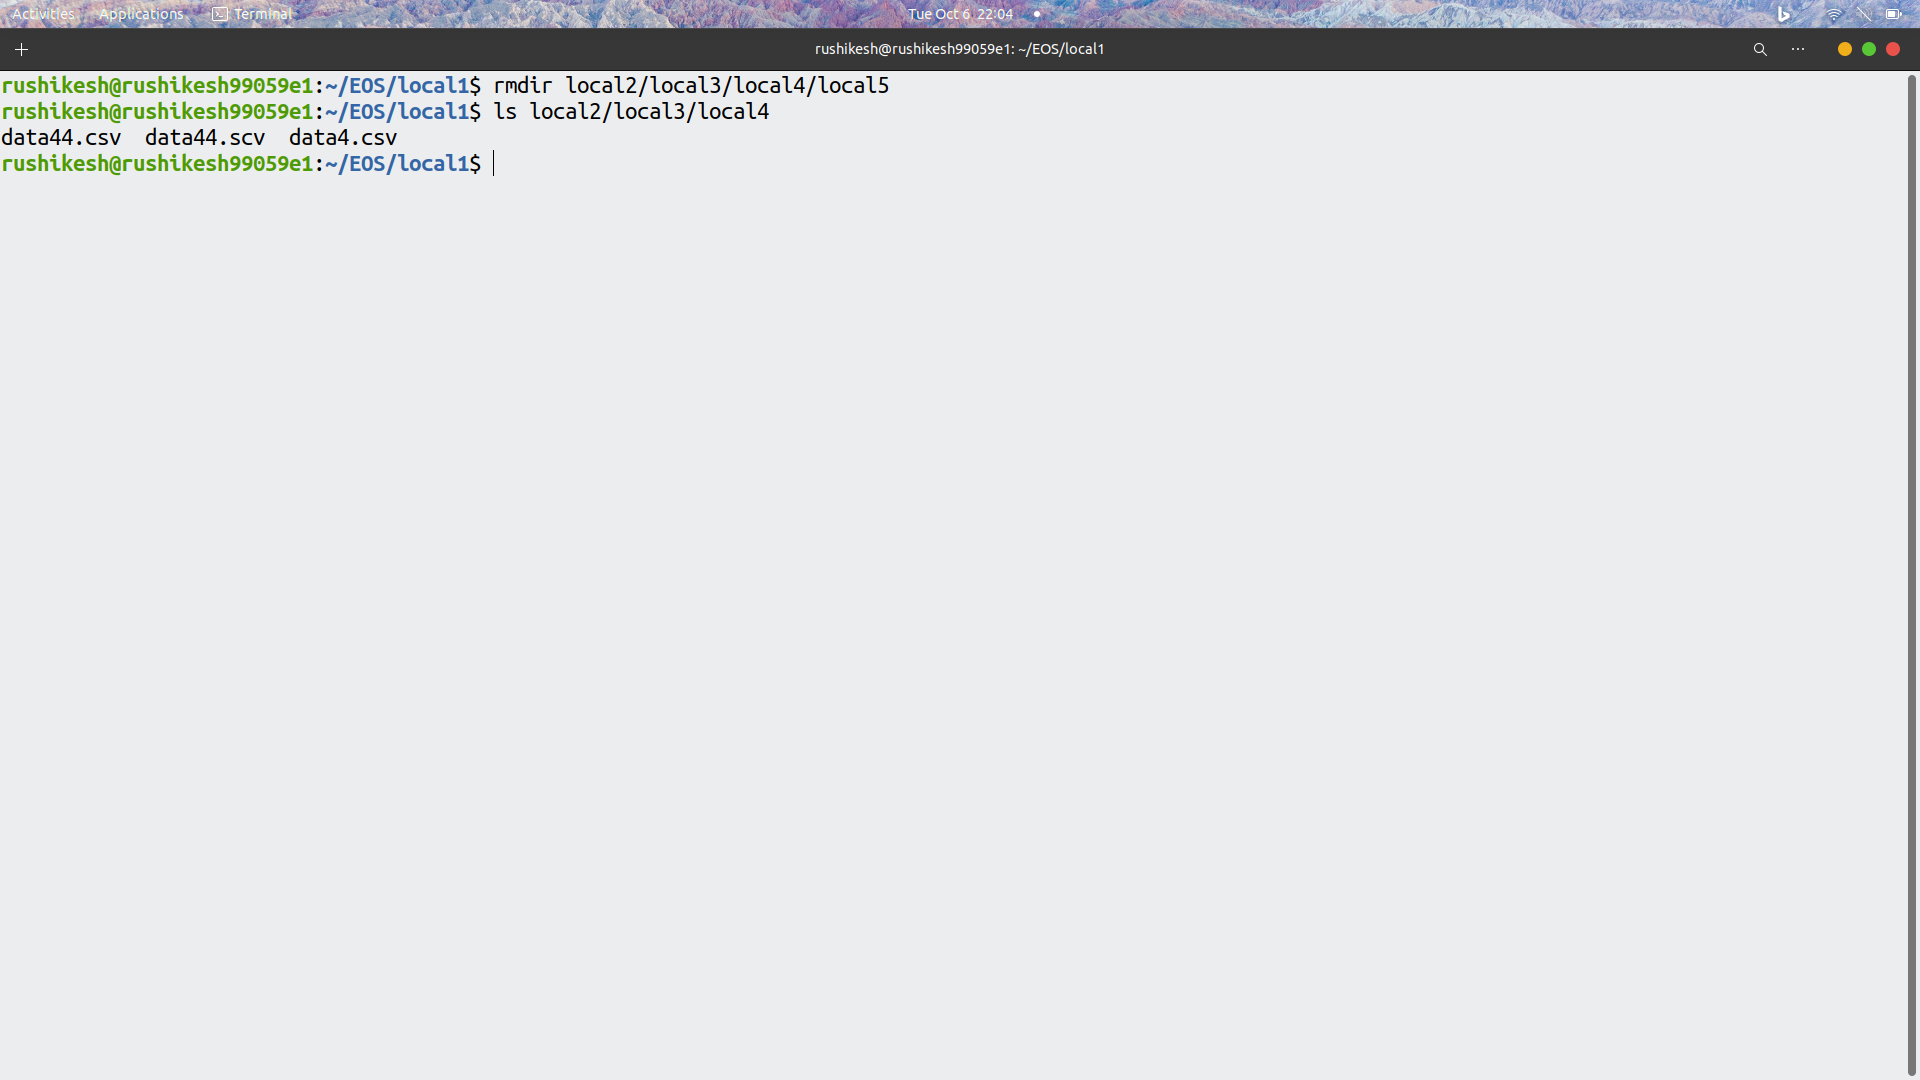 Activities Applications Terminal Tue Oct 6 22:04
rushikesh@rushikesh99059e1: ~/EOS/local1
rushikesh@rushikesh99059e1:~/EOS/local1$ rmdir local2/local3/local4/local5
rushikesh@rushikesh99059e1:~/EOS/local1$ ls local2/local3/local4
data44.csv  data44.scv  data4.csv
rushikesh@rushikesh99059e1:~/EOS/local1$